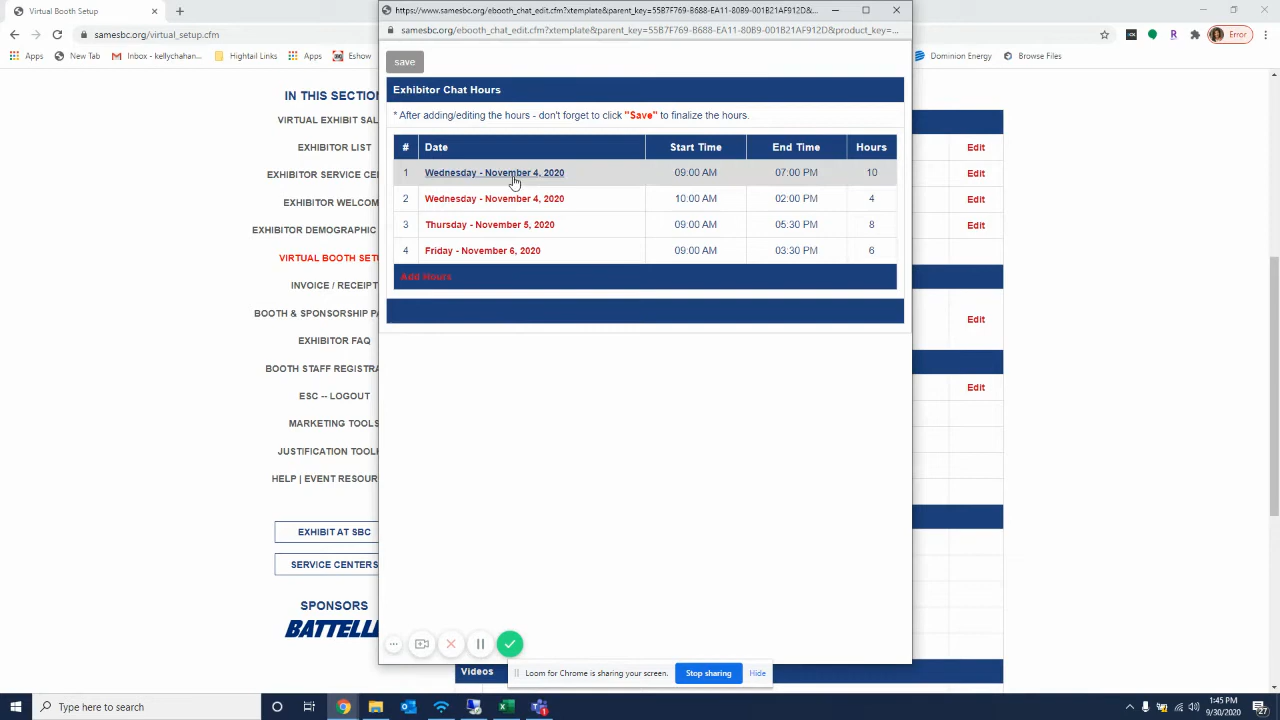 Virtual Booth Setup
samesbc.org/virtual_setup.cfm
Error
Apps
New Tab
Inbox - kellychahan...
Hightail Links
Apps
Eshow
Dominion Energy
Browse Files
https://www.samesbc.org/ebooth_chat_edit.cfm?xtemplate&parent_key=55B7F769-B688-EA11-80B9-001B21AF912D&...
samesbc.org/ebooth_chat_edit.cfm?xtemplate&parent_key=55B7F769-B688-EA11-80B9-001B21AF912D&product_key=...
save
Exhibitor Chat Hours
* After adding/editing the hours - don't forget to click "Save" to finalize the hours.
# Date Start Time End Time Hours
1 Wednesday - November 4, 2020 09:00 AM 07:00 PM 10
2 Wednesday - November 4, 2020 10:00 AM 02:00 PM 4
3 Thursday - November 5, 2020 09:00 AM 05:30 PM 8
4 Friday - November 6, 2020 09:00 AM 03:30 PM 6
Add Hours
IN THIS SECTION
VIRTUAL EXHIBIT SAL
EXHIBITOR LIST
EXHIBITOR SERVICE CEN
EXHIBITOR WELCOM
EXHIBITOR DEMOGRAPHIC
VIRTUAL BOOTH SETU
INVOICE / RECEIPT
BOOTH & SPONSORSHIP PA
EXHIBITOR FAQ
BOOTH STAFF REGISTRA
ESC -- LOGOUT
MARKETING TOOLS
JUSTIFICATION TOOLK
HELP | EVENT RESOUR
EXHIBIT AT SBC
SERVICE CENTERS
SPONSORS
BATTELL
Edit
Edit
Edit
Edit
Edit
Videos
Loom for Chrome is sharing your screen.
Stop sharing
Hide
Type here to search
1:45 PM
9/30/2020
27